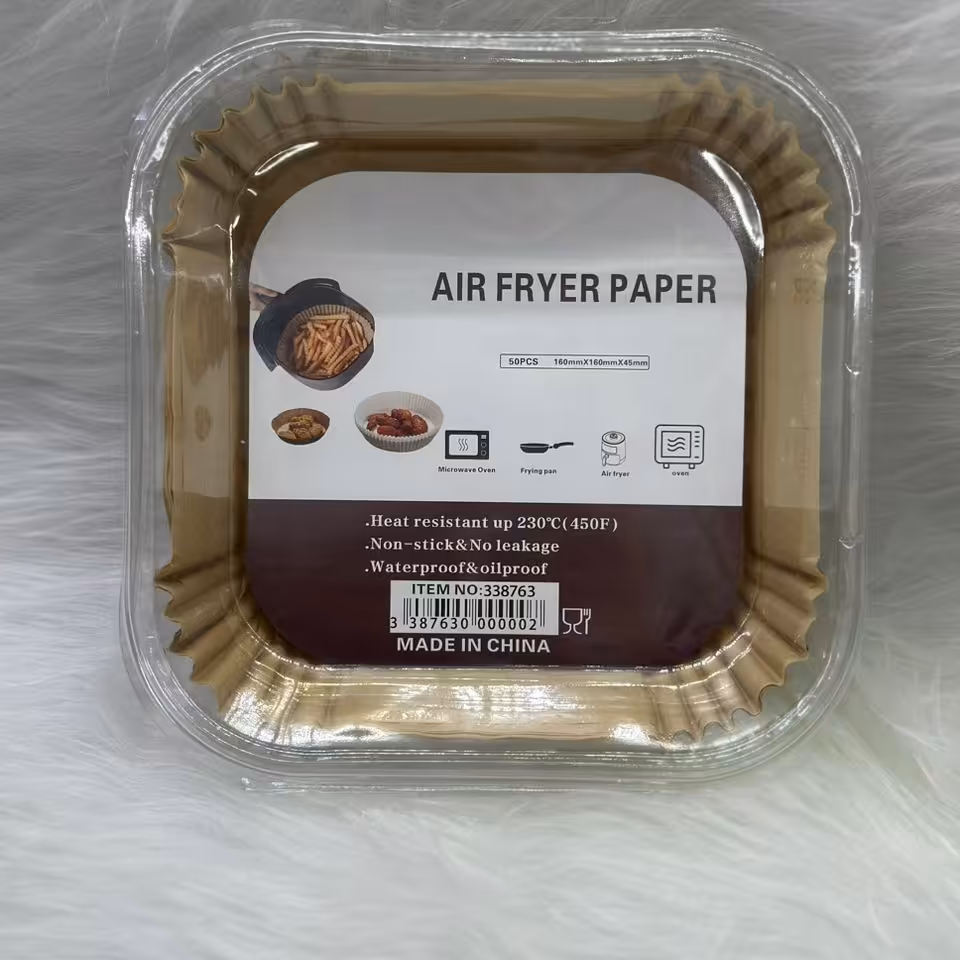 AIR FRYER PAPER
50PCS 160mmX160mmX45mm
Microwave Oven
Frying pan
Air fryer
oven
.Heat resistant up 230℃(450F)
.Non-stick&No leakage
.Waterproof&oilproof
ITEM NO:338763
3 387630 000002
MADE IN CHINA